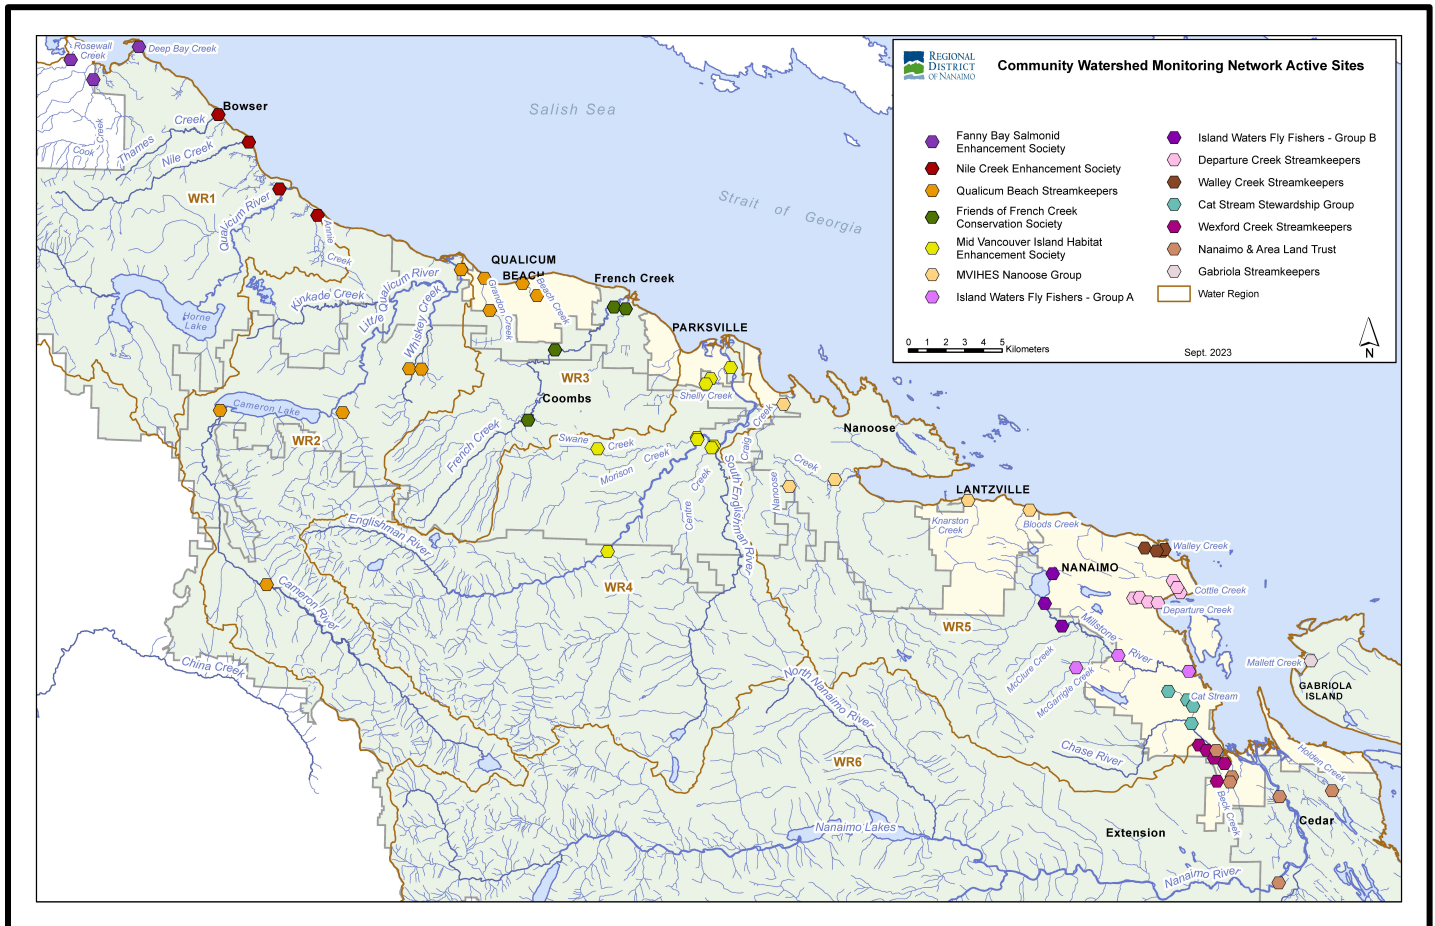 REGIONAL
DISTRICT
OF NANAIMO
Community Watershed Monitoring Network Active Sites
Fanny Bay Salmonid
Enhancement Society
Nile Creek Enhancement Society
Qualicum Beach Streamkeepers
Friends of French Creek
Conservation Society
Mid Vancouver Island Habitat
Enhancement Society
MVIHES Nanoose Group
Island Waters Fly Fishers - Group A
Island Waters Fly Fishers - Group B
Departure Creek Streamkeepers
Walley Creek Streamkeepers
Cat Stream Stewardship Group
Wexford Creek Streamkeepers
Nanaimo & Area Land Trust
Gabriola Streamkeepers
Water Region
0 1 2 3 4 5 Kilometers
Sept. 2023
N
Rosewall
Creek
Deep Bay Creek
Bowser
Cook Creek
Thames Creek
Nile Creek
WR1
Qualicum River
Annie Creek
Salish Sea
Strait of Georgia
Horne
Lake
Kinkade Creek
Little Qualicum River
Whiskey Creek
QUALICUM
BEACH
Grandon Creek
Beach Creek
French Creek
PARKSVILLE
WR3
Coombs
Shelly Creek
Cameron Lake
WR2
French Creek
Swane Creek
Morison Creek
Craig Creek
Nanoose
Nanoose Creek
Centre Creek
South Englishman River
Englishman River
LANTZVILLE
Knarston
Creek
Bloods Creek
Walley Creek
NANAIMO
Cottle Creek
Departure Creek
Cameron River
WR4
WR5
Millstone River
McClure Creek
McGarrigle Creek
China Creek
North Nanaimo River
Mallett Creek
GABRIOLA
ISLAND
Cat Stream
Chase River
Holden Creek
WR6
Beck Creek
Cedar
Extension
Nanaimo Lakes
Nanaimo River